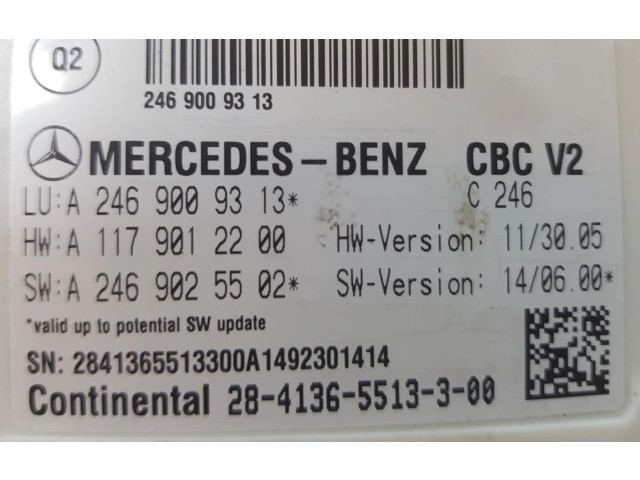 Q2
246 900 93 13
MERCEDES-BENZ CBC V2
LU:A 246 900 93 13* C 246
HW:A 117 901 22 00 HW-Version: 11/30.05
SW:A 246 902 55 02* SW-Version: 14/06.00*
*valid up to potential SW update
SN: 2841365513300A1492301414
Continental 28-4136-5513-3-00